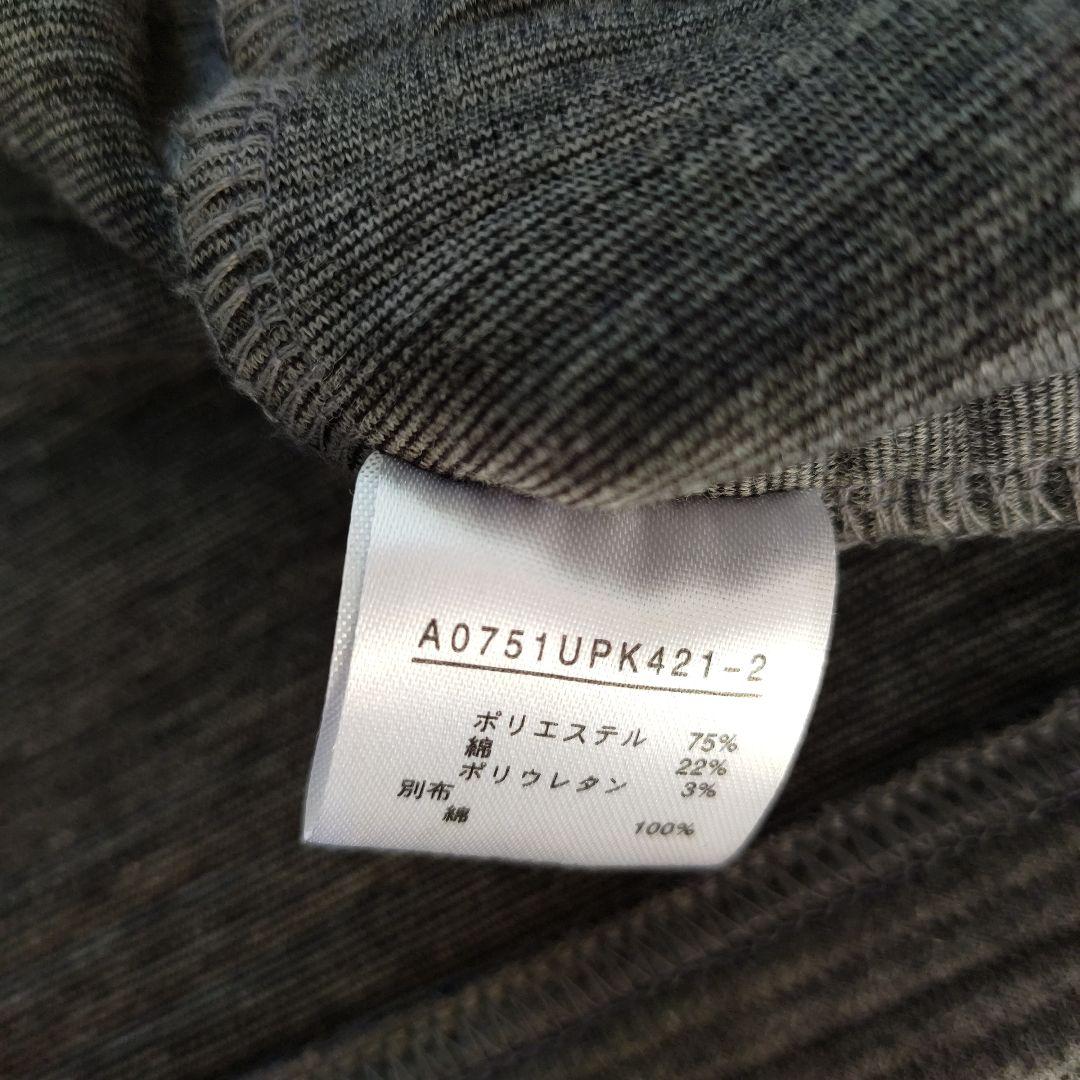 A0751UPK421-2
ポリエステル 75%
綿 22%
ポリウレタン 3%
別布
綿 100%